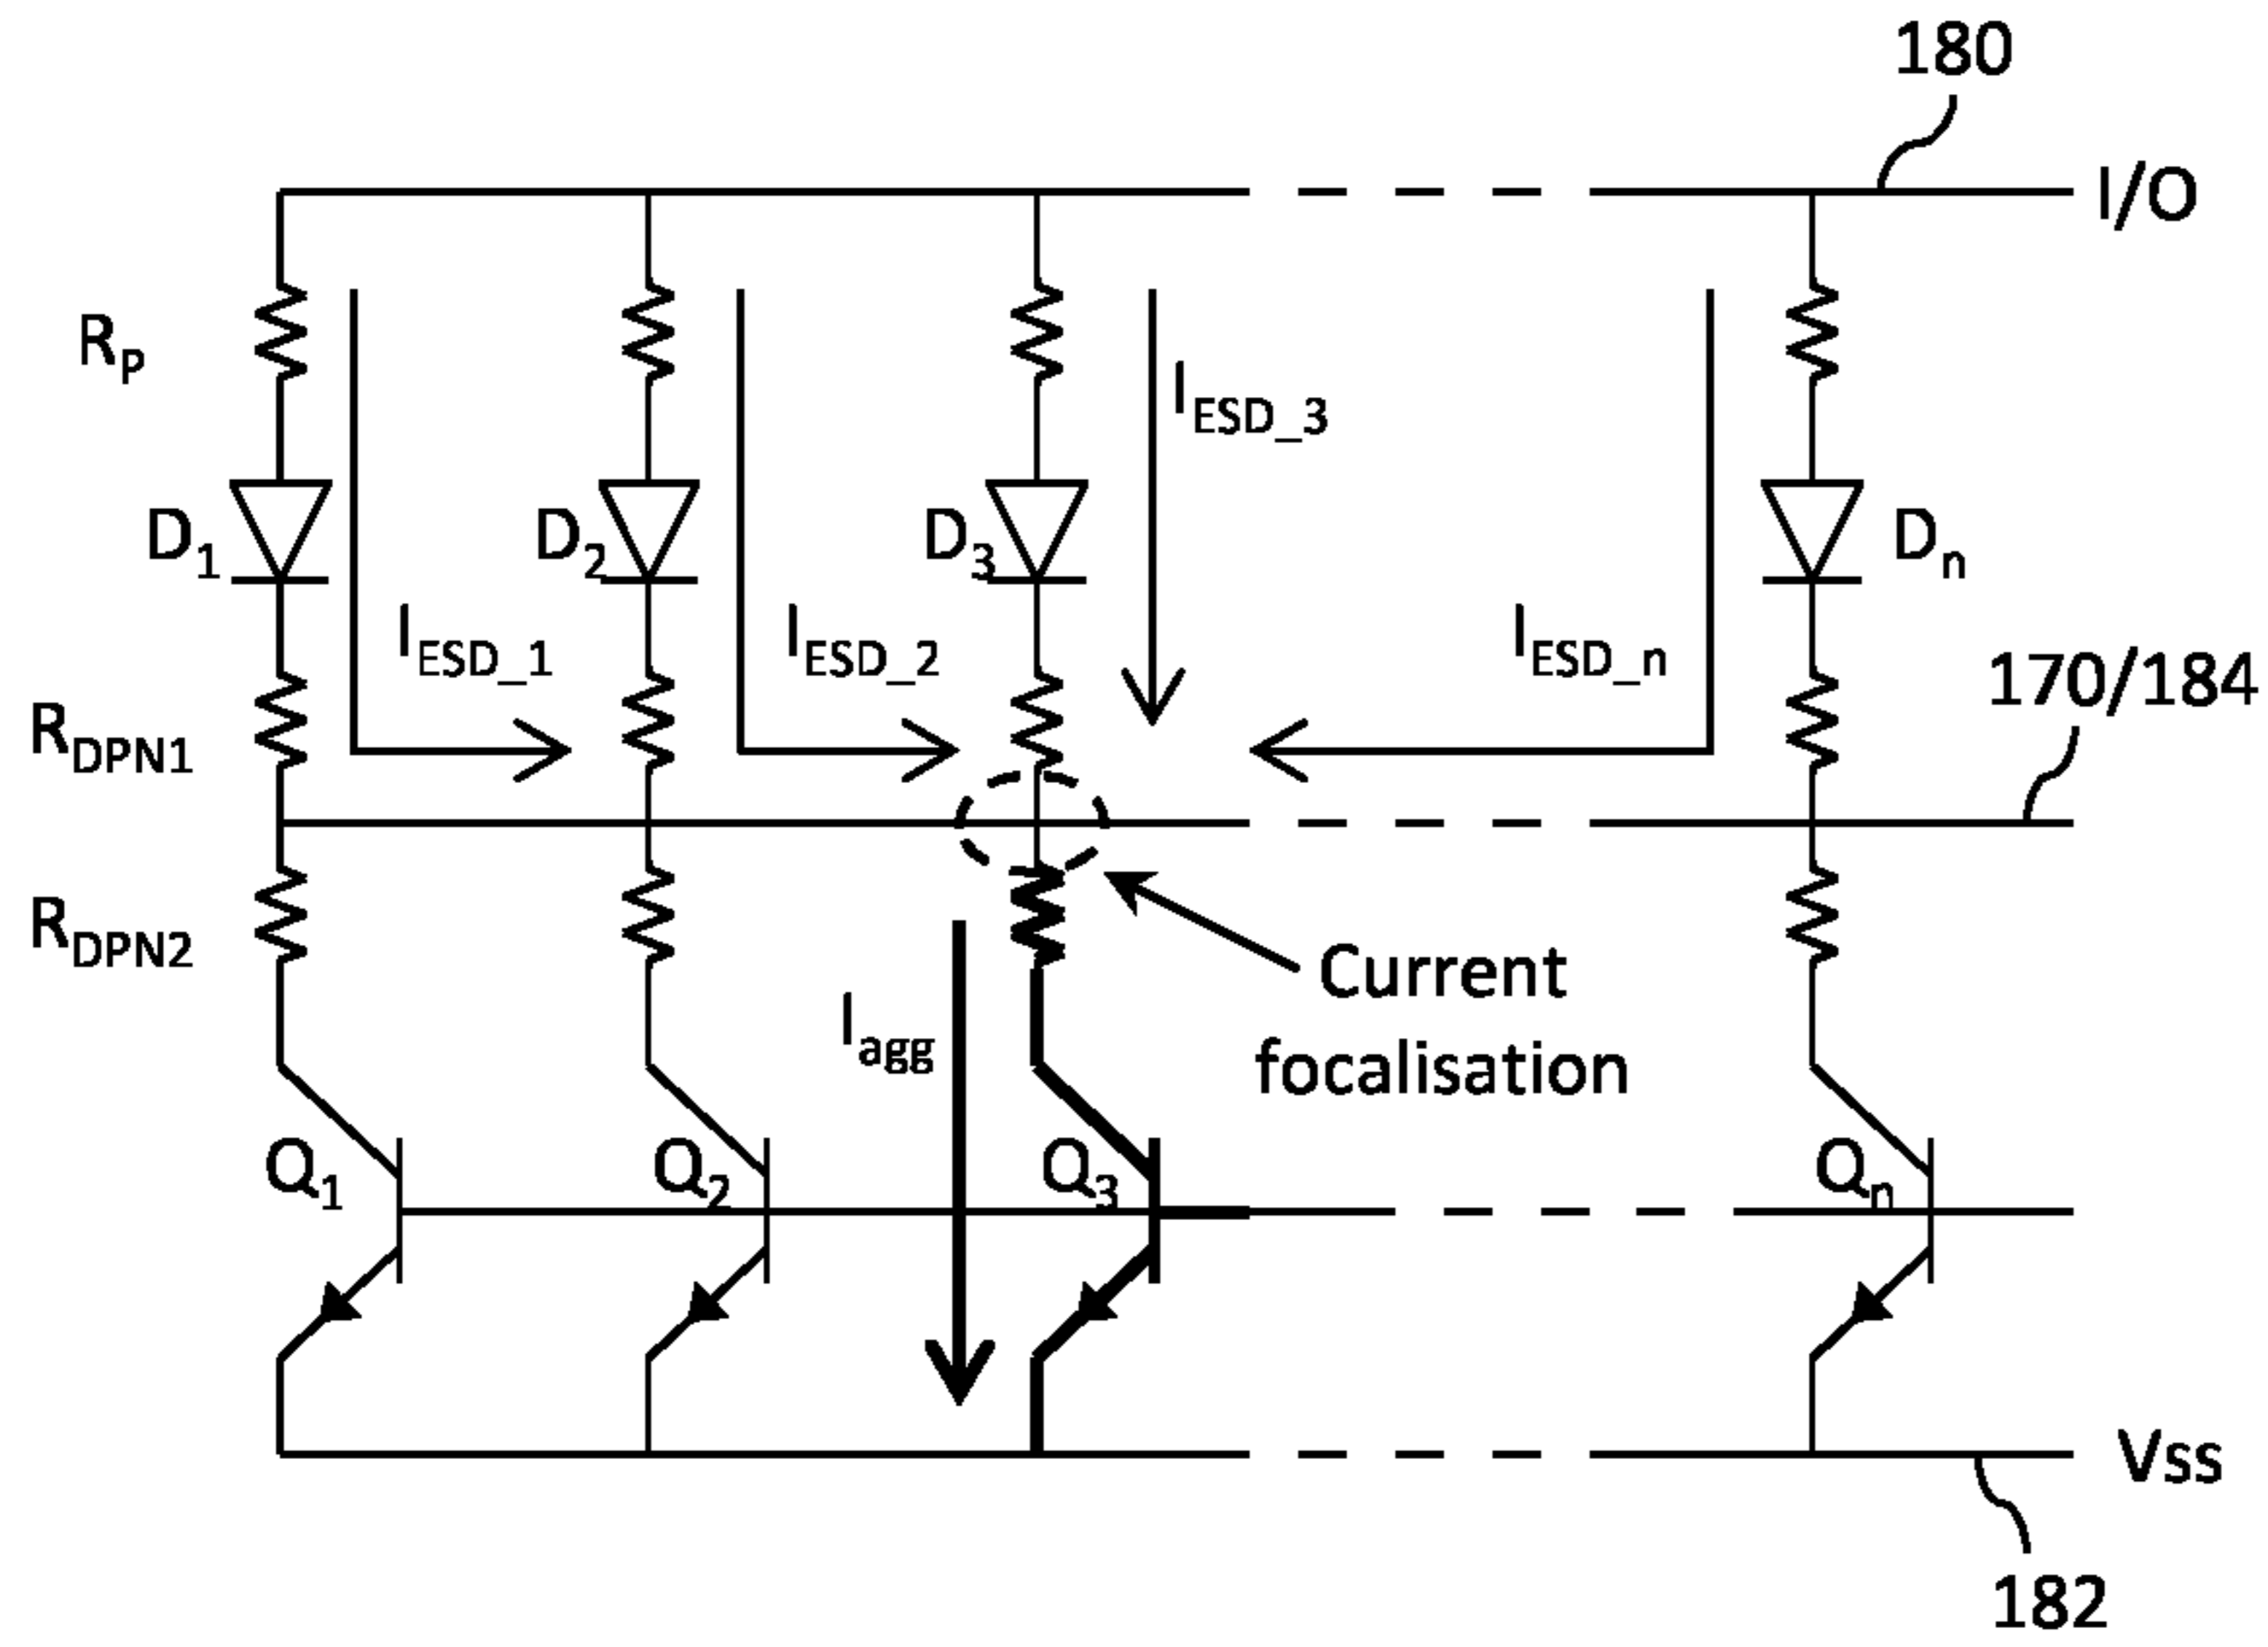 180
I/O
R_P
I_ESD_3
D_1
D_2
D_3
D_n
I_ESD_1
I_ESD_2
I_ESD_n
170/184
R_DPN1
R_DPN2
Current
focalisation
I_agg
Q_1
Q_2
Q_3
Q_n
Vss
182